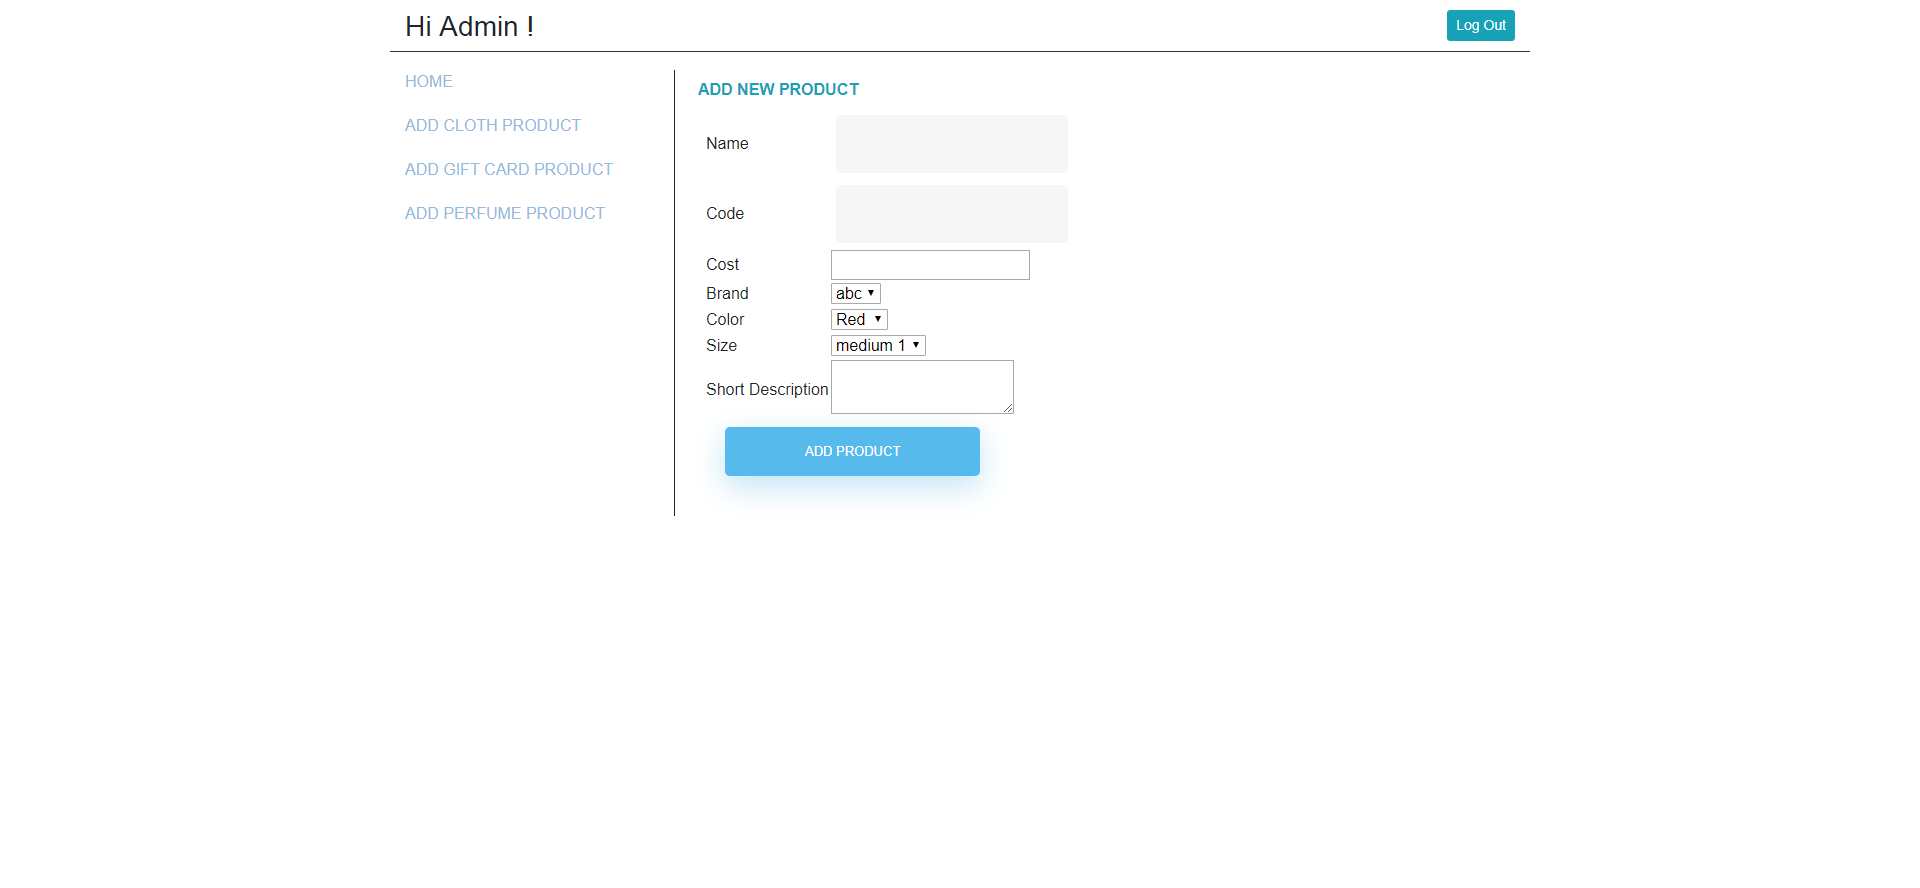 Hi Admin !
Log Out
HOME
ADD CLOTH PRODUCT
ADD GIFT CARD PRODUCT
ADD PERFUME PRODUCT
ADD NEW PRODUCT
Name
Code
Cost
Brand abc
Color Red
Size medium 1
Short Description
ADD PRODUCT